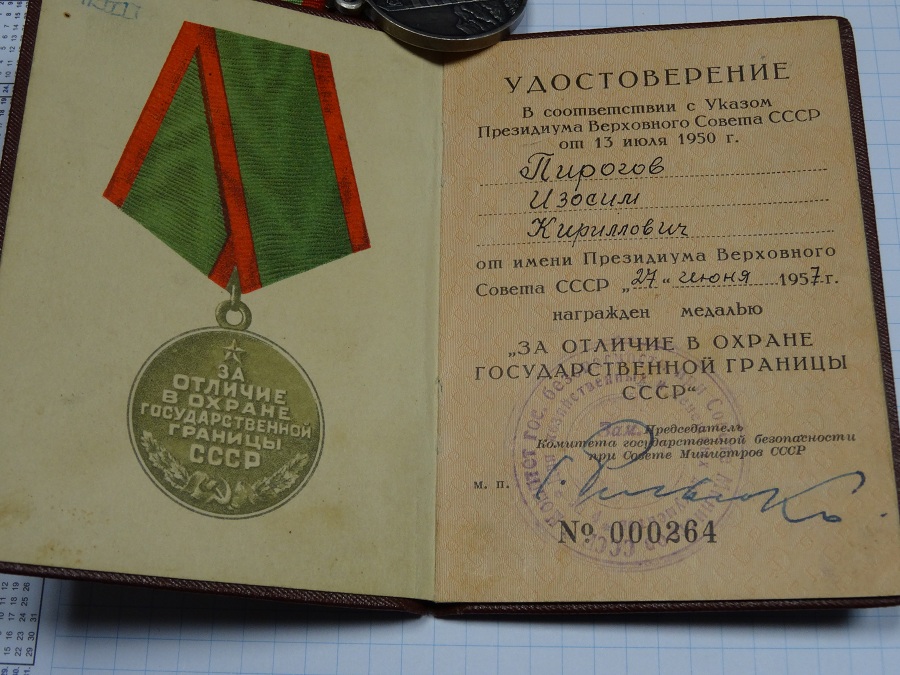 ЗА
ОТЛИЧИЕ
В ОХРАНЕ
ГОСУДАРСТВЕННОЙ
ГРАНИЦЫ
СССР
УДОСТОВЕРЕНИЕ
В соответствии с Указом
Президиума Верховного Совета СССР
от 13 июля 1950 г.
Пирогов
Изосим
Кириллович
от имени Президиума Верховного
Совета СССР „27“ июня 1957 г.
награжден медалью
„ЗА ОТЛИЧИЕ В ОХРАНЕ
ГОСУДАРСТВЕННОЙ ГРАНИЦЫ
СССР“
Зам. Председатель
Комитета государственной безопасности
при Совете Министров СССР
м. п.
№ 000264